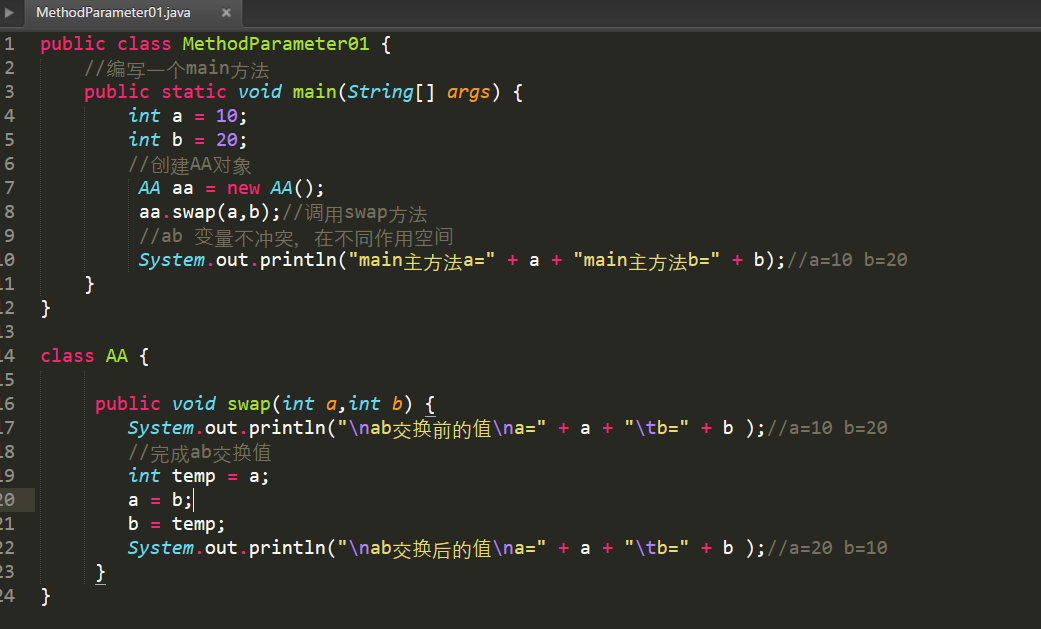 MethodParameter01.java ×
1 public class MethodParameter01 {
2 //编写一个main方法
3 public static void main(String[] args) {
4 int a = 10;
5 int b = 20;
6 //创建AA对象
7 AA aa = new AA();
8 aa.swap(a,b);//调用swap方法
9 //ab 变量不冲突, 在不同作用空间
10 System.out.println("main主方法a=" + a + "main主方法b=" + b);//a=10 b=20
11 }
12 }
13
14 class AA {
15
16 public void swap(int a,int b) {
17 System.out.println("\nab交换前的值\na=" + a + "\tb=" + b );//a=10 b=20
18 //完成ab交换值
19 int temp = a;
20 a = b;
21 b = temp;
22 System.out.println("\nab交换后的值\na=" + a + "\tb=" + b );//a=20 b=10
23 }
24 }